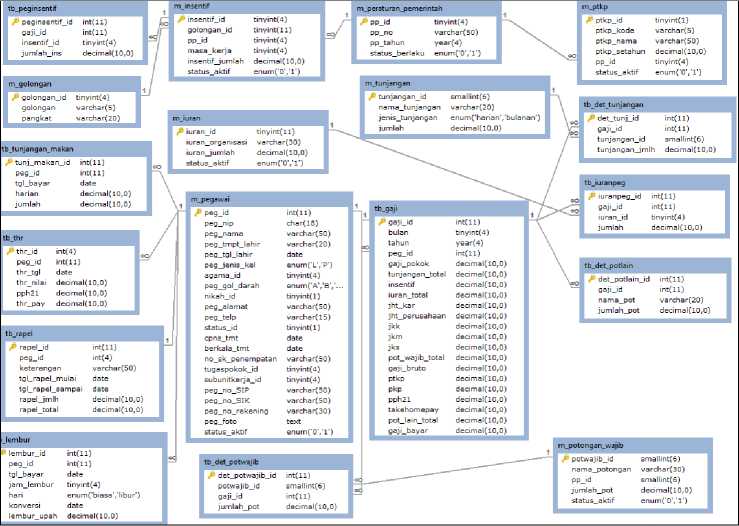 tb_peginsentif
peginsentif_id int(11)
gaji_id int(11)
insentif_id tinyint(4)
jumlah_ins decimal(10,0)
m_insentif
insentif_id tinyint(4)
golongan_id tinyint(11)
pp_id tinyint(4)
masa_kerja tinyint(4)
insentif_jumlah decimal(10,0)
status_aktif enum('0','1')
m_peraturan_pemerintah
pp_id tinyint(4)
pp_no varchar(50)
pp_tahun year(4)
status_berlaku enum('0','1')
m_ptkp
ptkp_id tinyint(1)
ptkp_kode varchar(5)
ptkp_nama varchar(50)
ptkp_setahun decimal(10,0)
pp_id tinyint(4)
status_aktif enum('0','1')
m_golongan
golongan_id tinyint(4)
golongan varchar(5)
pangkat varchar(20)
m_tunjangan
tunjangan_id smallint(6)
nama_tunjangan varchar(20)
jenis_tunjangan enum('harian','bulanan')
jumlah decimal(10,0)
tb_det_tunjangan
det_tunj_id int(11)
gaji_id int(11)
tunjangan_id smallint(6)
tunjangan_jmlh decimal(10,0)
m_iuran
iuran_id tinyint(11)
iuran_organisasi varchar(30)
iuran_jumlah decimal(10,0)
status_aktif enum('0','1')
tb_tunjangan_makan
tunj_makan_id int(11)
peg_id int(11)
tgl_bayar date
harian decimal(10,0)
jumlah decimal(10,0)
tb_iuranpeg
iuranpeg_id int(11)
gaji_id int(11)
iuran_id tinyint(4)
jumlah decimal(10,0)
m_pegawai
peg_id int(11)
peg_nip char(18)
peg_nama varchar(50)
peg_tmpt_lahir varchar(20)
peg_tgl_lahir date
peg_jenis_kel enum('L','P')
agama_id tinyint(4)
peg_gol_darah enum('A','B',...
nikah_id tinyint(1)
peg_alamat varchar(50)
peg_telp varchar(15)
status_id tinyint(1)
cpns_tmt date
berkala_tmt date
no_sk_penempatan varchar(50)
tugaspokok_id tinyint(4)
subunitkerja_id tinyint(4)
peg_no_SIP varchar(50)
peg_no_SIK varchar(50)
peg_no_rekening varchar(30)
peg_foto text
status_aktif enum('0','1')
tb_gaji
gaji_id int(11)
bulan tinyint(4)
tahun year(4)
peg_id int(11)
gaji_pokok decimal(10,0)
tunjangan_total decimal(10,0)
insentif decimal(10,0)
iuran_total decimal(10,0)
jht_kar decimal(10,0)
jht_perusahaan decimal(10,0)
jkk decimal(10,0)
jkm decimal(10,0)
jks decimal(10,0)
pot_wajib_total decimal(10,0)
gaji_bruto decimal(10,0)
ptkp decimal(10,0)
pkp decimal(10,0)
pph21 decimal(10,0)
takehomepay decimal(10,0)
pot_lain_total decimal(10,0)
gaji_bayar decimal(10,0)
tb_thr
thr_id int(4)
peg_id int(11)
thr_tgl date
thr_nilai decimal(10,0)
pph21 decimal(10,0)
thr_pay decimal(10,0)
tb_det_potlain
det_potlain_id int(11)
gaji_id int(11)
nama_pot varchar(20)
jumlah_pot decimal(10,0)
tb_rapel
rapel_id int(11)
peg_id int(4)
keterangan varchar(50)
tgl_rapel_mulai date
tgl_rapel_sampai date
rapel_jmlh decimal(10,0)
rapel_total decimal(10,0)
_lembur
lembur_id int(11)
peg_id int(11)
tgl_bayar date
jam_lembur tinyint(4)
hari enum('biasa','libur')
konversi date
lembur_upah decimal(10,0)
tb_det_potwajib
det_potwajib_id int(11)
potwajib_id smallint(6)
gaji_id int(11)
jumlah_pot decimal(10,0)
m_potongan_wajib
potwajib_id smallint(6)
nama_potongan varchar(30)
pp_id smallint(6)
jumlah_pot decimal(10,0)
status_aktif enum('0','1')